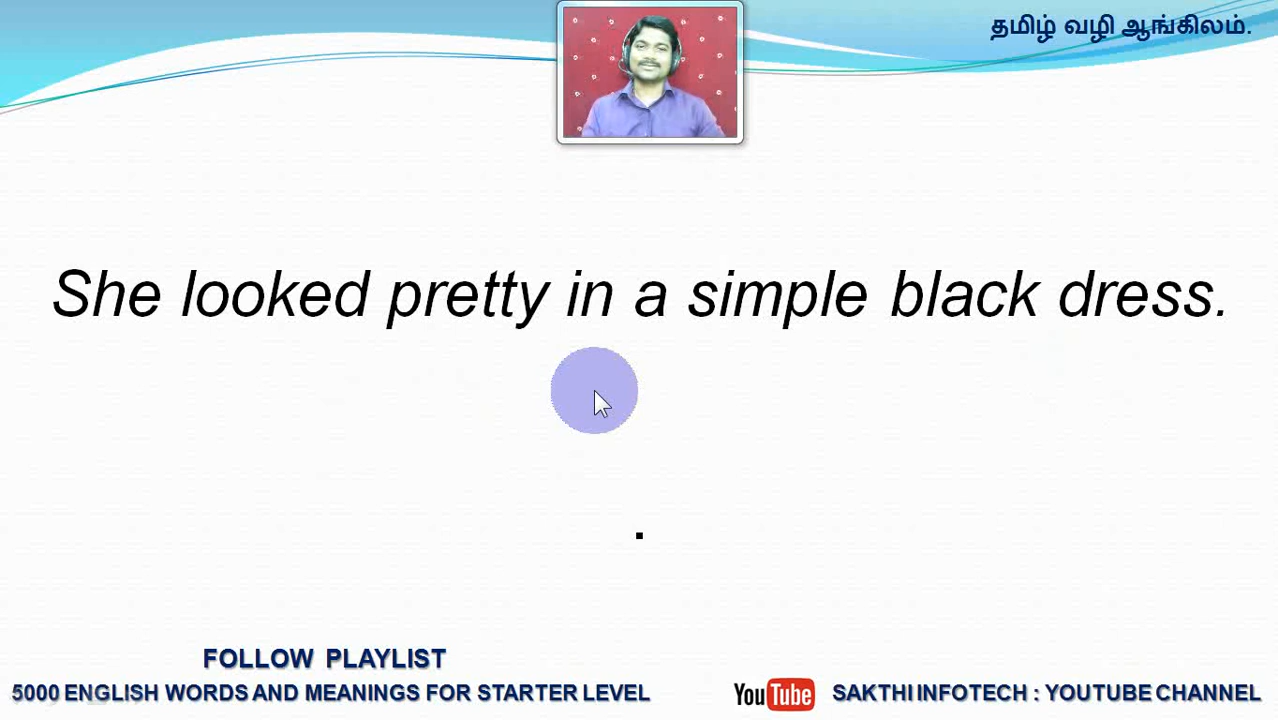 தமிழ் வழி ஆங்கிலம்.
She looked pretty in a simple black dress.
.
FOLLOW PLAYLIST
5000 ENGLISH WORDS AND MEANINGS FOR STARTER LEVEL
YouTube SAKTHI INFOTECH : YOUTUBE CHANNEL